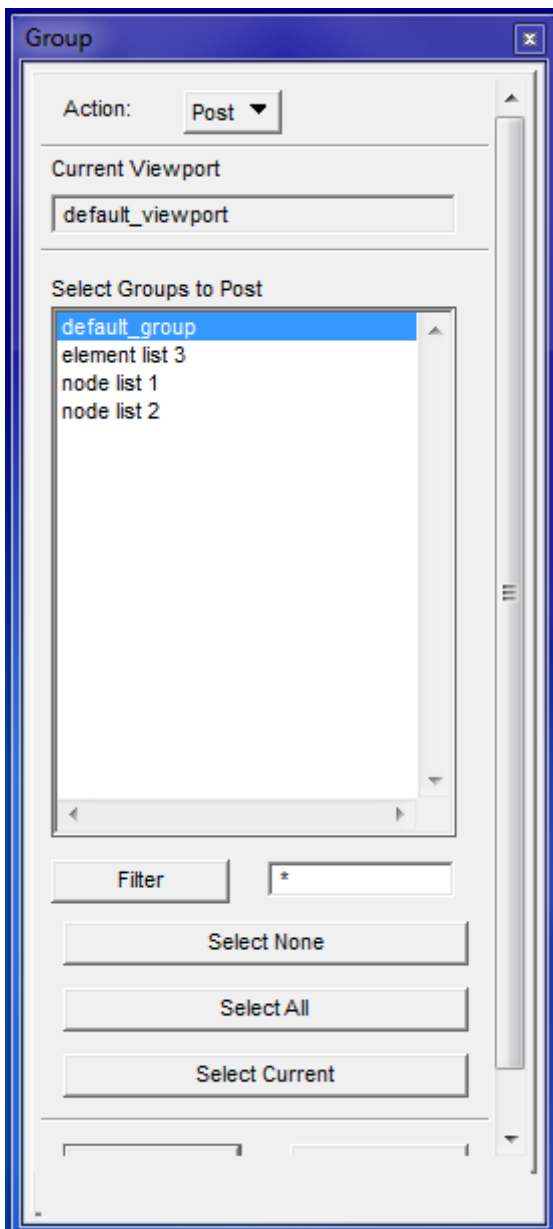 Group
Action: Post
Current Viewport
default_viewport
Select Groups to Post
default_group
element list 3
node list 1
node list 2
Filter *
Select None
Select All
Select Current